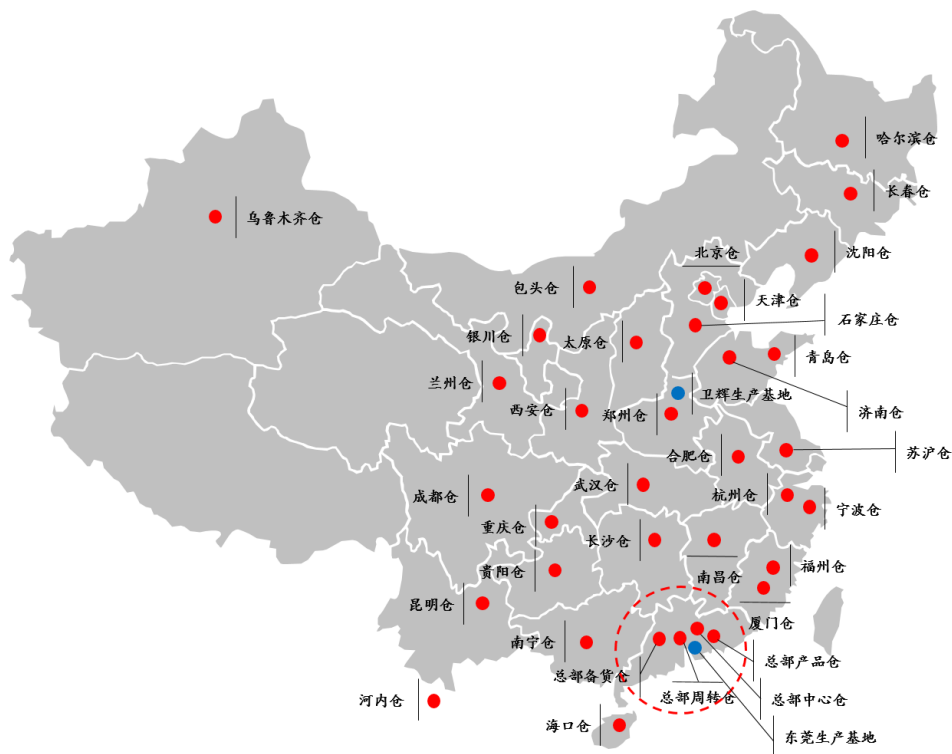 哈尔滨仓
长春仓
乌鲁木齐仓
沈阳仓
北京仓
包头仓
天津仓
石家庄仓
银川仓
太原仓
青岛仓
兰州仓
卫辉生产基地
西安仓
郑州仓
济南仓
苏沪仓
合肥仓
武汉仓
成都仓
杭州仓
宁波仓
重庆仓
长沙仓
贵阳仓
南昌仓
福州仓
昆明仓
厦门仓
南宁仓
总部产品仓
总部备货仓
总部周转仓
河内仓
总部中心仓
海口仓
东莞生产基地